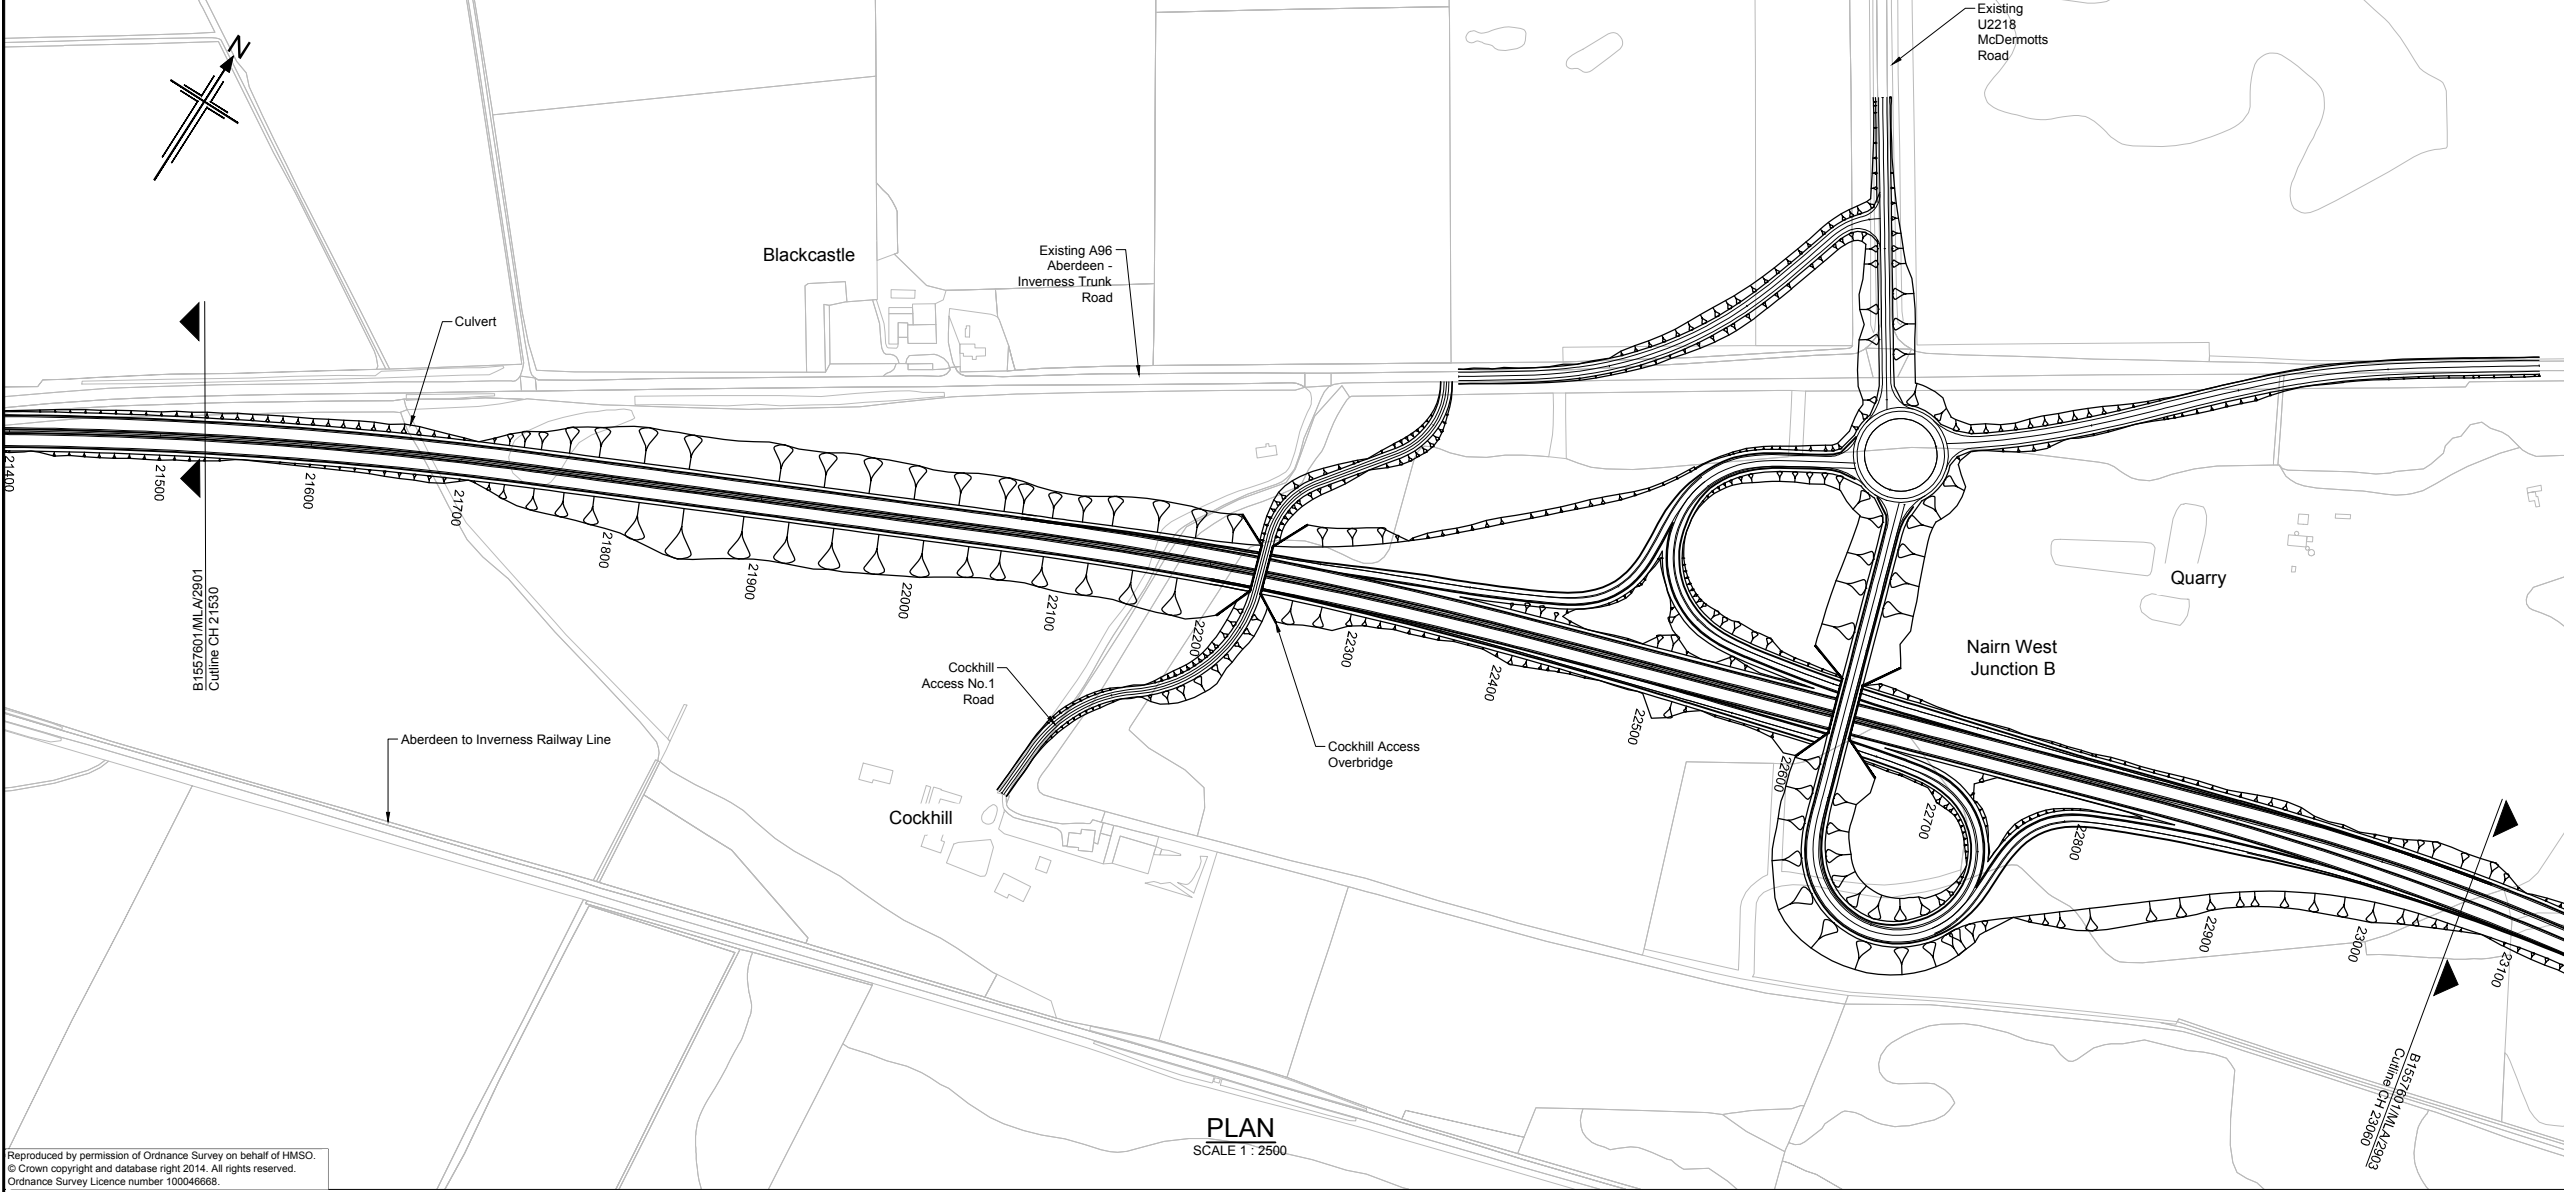 N
Existing
U2218
McDermotts
Road
Blackcastle
Existing A96
Aberdeen -
Inverness Trunk
Road
Culvert
21400
21500
21600
21700
21800
21900
22000
22100
22200
22300
22400
22500
22600
22700
22800
22900
23000
23100
B1557601/MLA/2901
Cutline CH 21530
Quarry
Nairn West
Junction B
Cockhill
Access No.1
Road
Aberdeen to Inverness Railway Line
Cockhill Access
Overbridge
Cockhill
B1557601/MLA/2903
Cutline CH 23060
PLAN
SCALE 1 : 2500
Reproduced by permission of Ordnance Survey on behalf of HMSO.
© Crown copyright and database right 2014. All rights reserved.
Ordnance Survey Licence number 100046668.